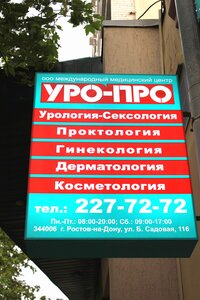 ООО МЕЖДУНАРОДНЫЙ МЕДИЦИНСКИЙ ЦЕНТР
УРО-ПРО
Урология-Сексология
Проктология
Гинекология
Дерматология
Косметология
тел.: 227-72-72
Пн.-Пт.: 08:00-20:00; Сб.: 09:00-17:00
344006 г. Ростов-на-Дону, ул. Б. Садовая, 116